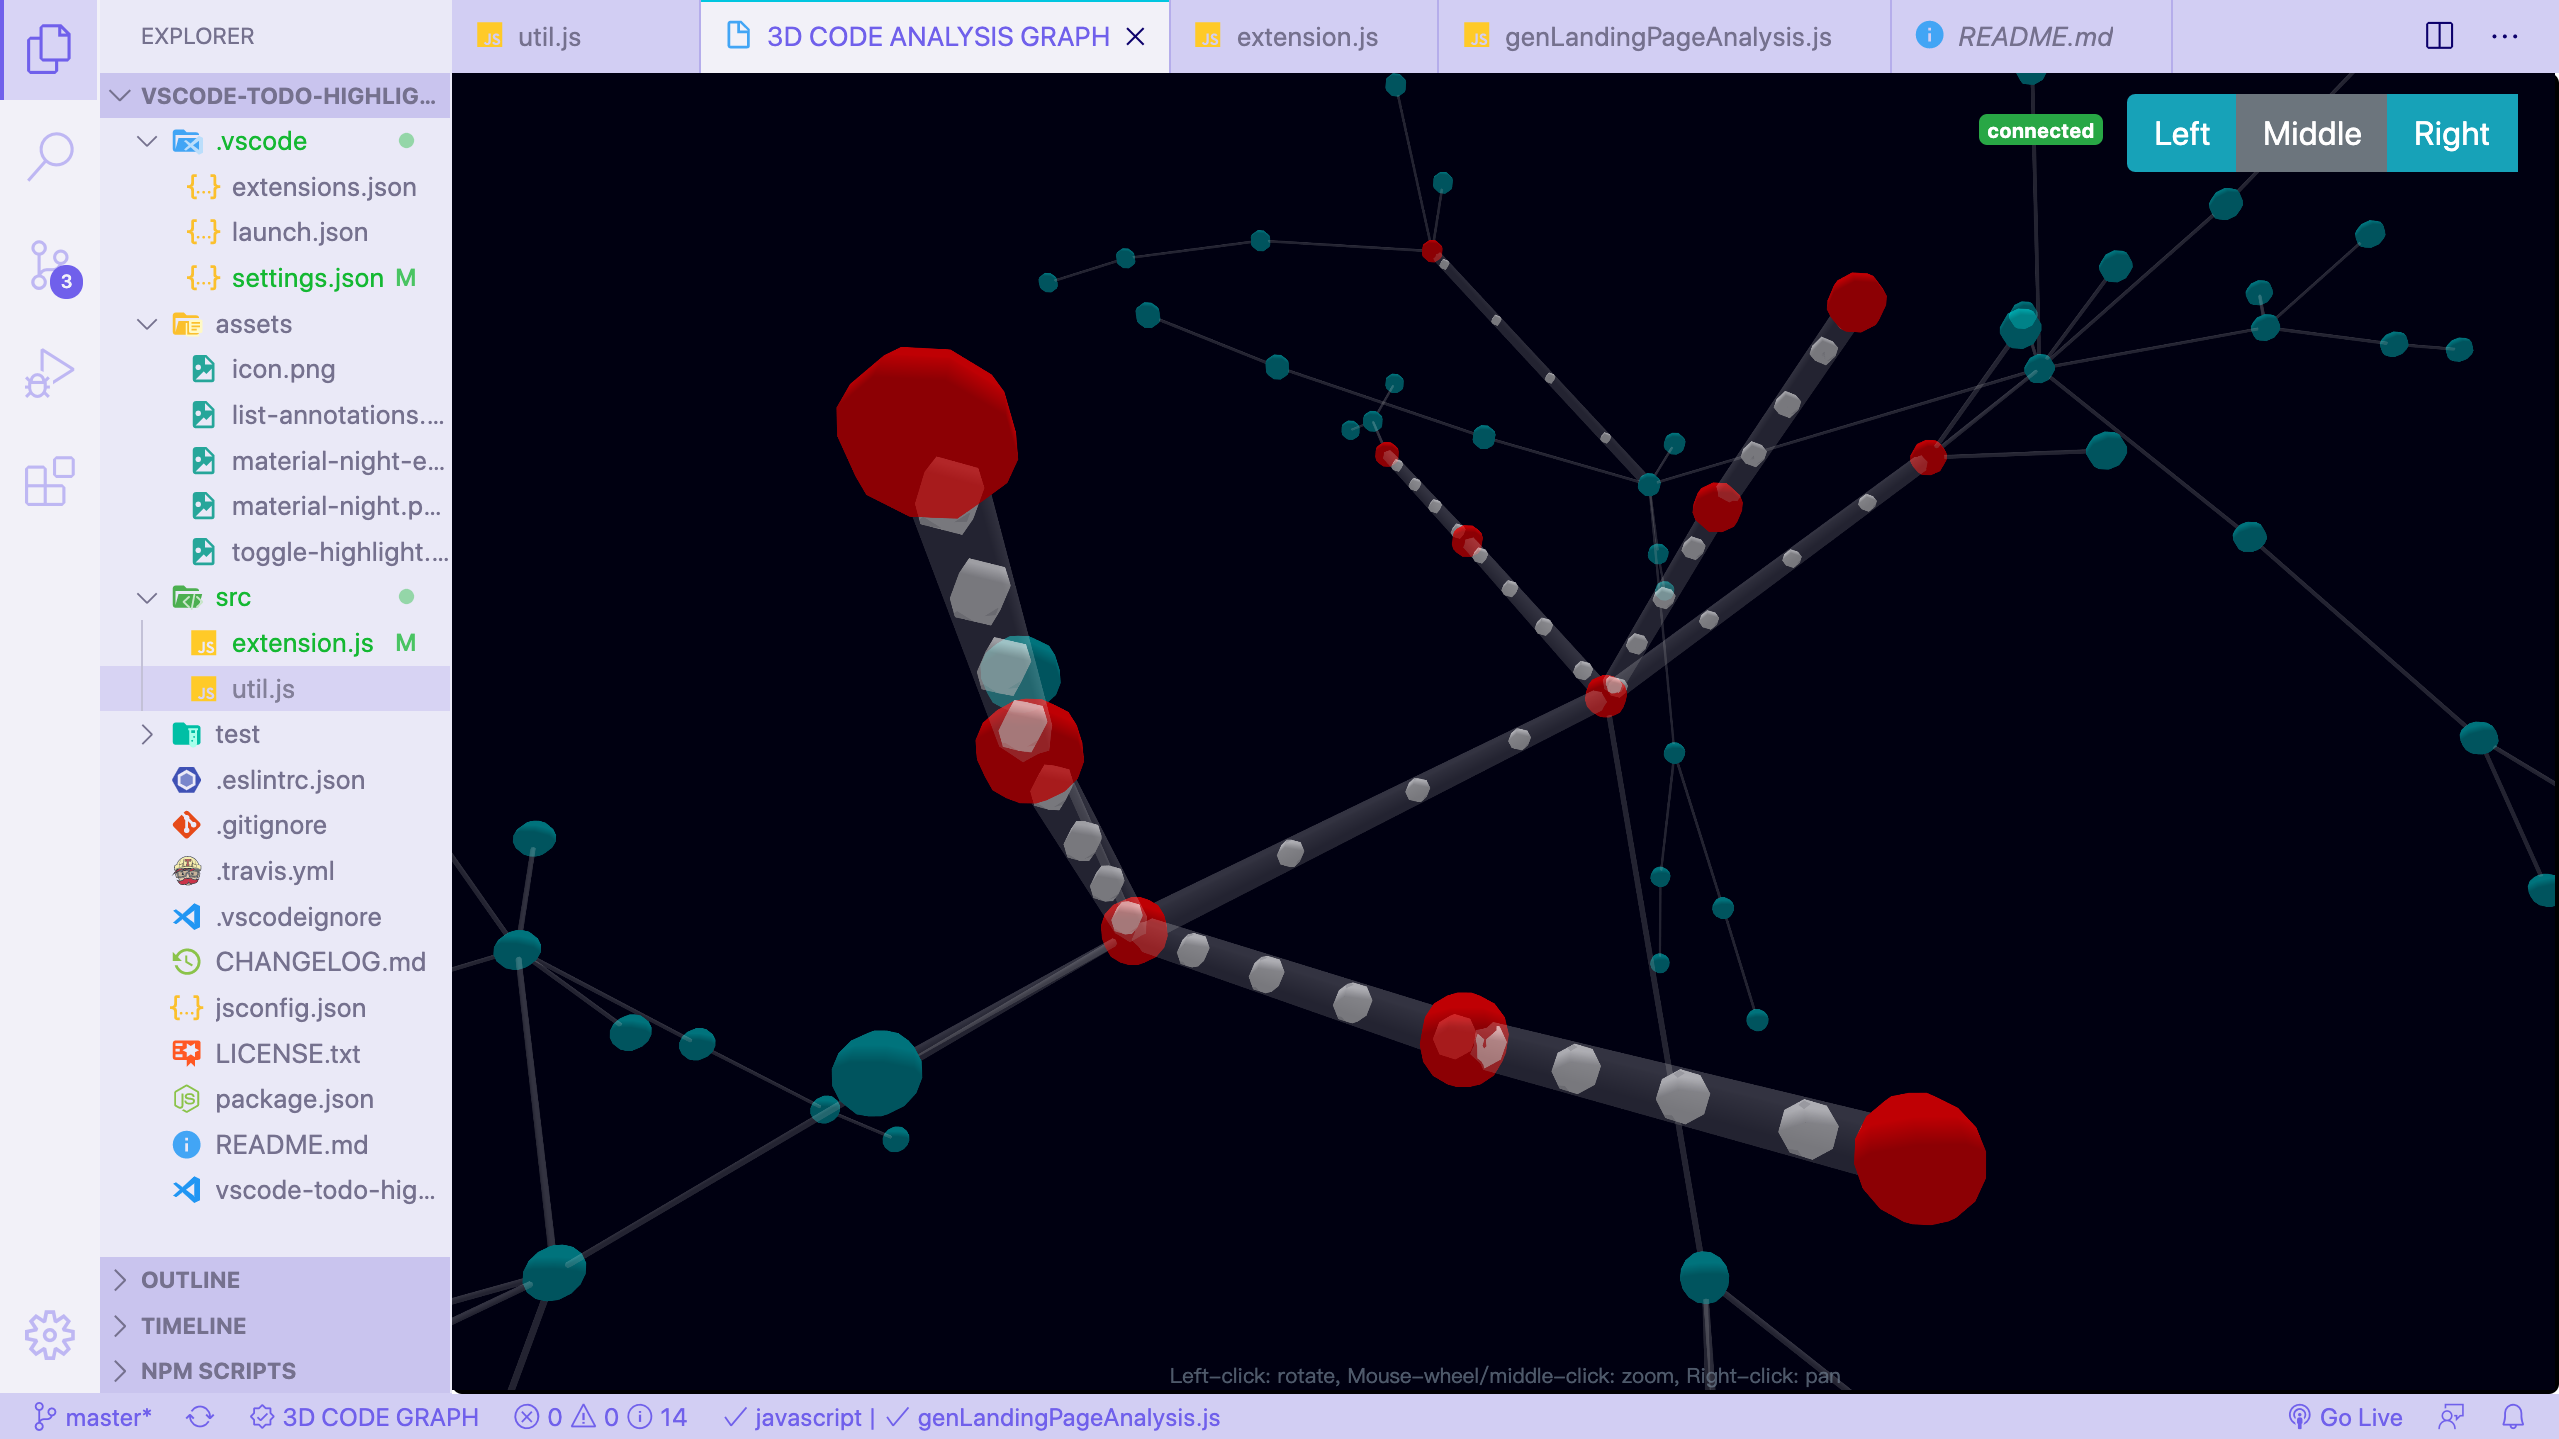 EXPLORER
util.js
3D CODE ANALYSIS GRAPH
extension.js
genLandingPageAnalysis.js
README.md
VSCODE-TODO-HIGHLIG...
.vscode
extensions.json
launch.json
settings.json M
assets
icon.png
list-annotations....
material-night-e...
material-night.p...
toggle-highlight....
src
extension.js M
util.js
test
.eslintrc.json
.gitignore
.travis.yml
.vscodeignore
CHANGELOG.md
jsconfig.json
LICENSE.txt
package.json
README.md
vscode-todo-hig...
OUTLINE
TIMELINE
NPM SCRIPTS
3
connected
Left
Middle
Right
Left-click: rotate, Mouse-wheel/middle-click: zoom, Right-click: pan
master* 3D CODE GRAPH 0 0 14 javascript | genLandingPageAnalysis.js Go Live